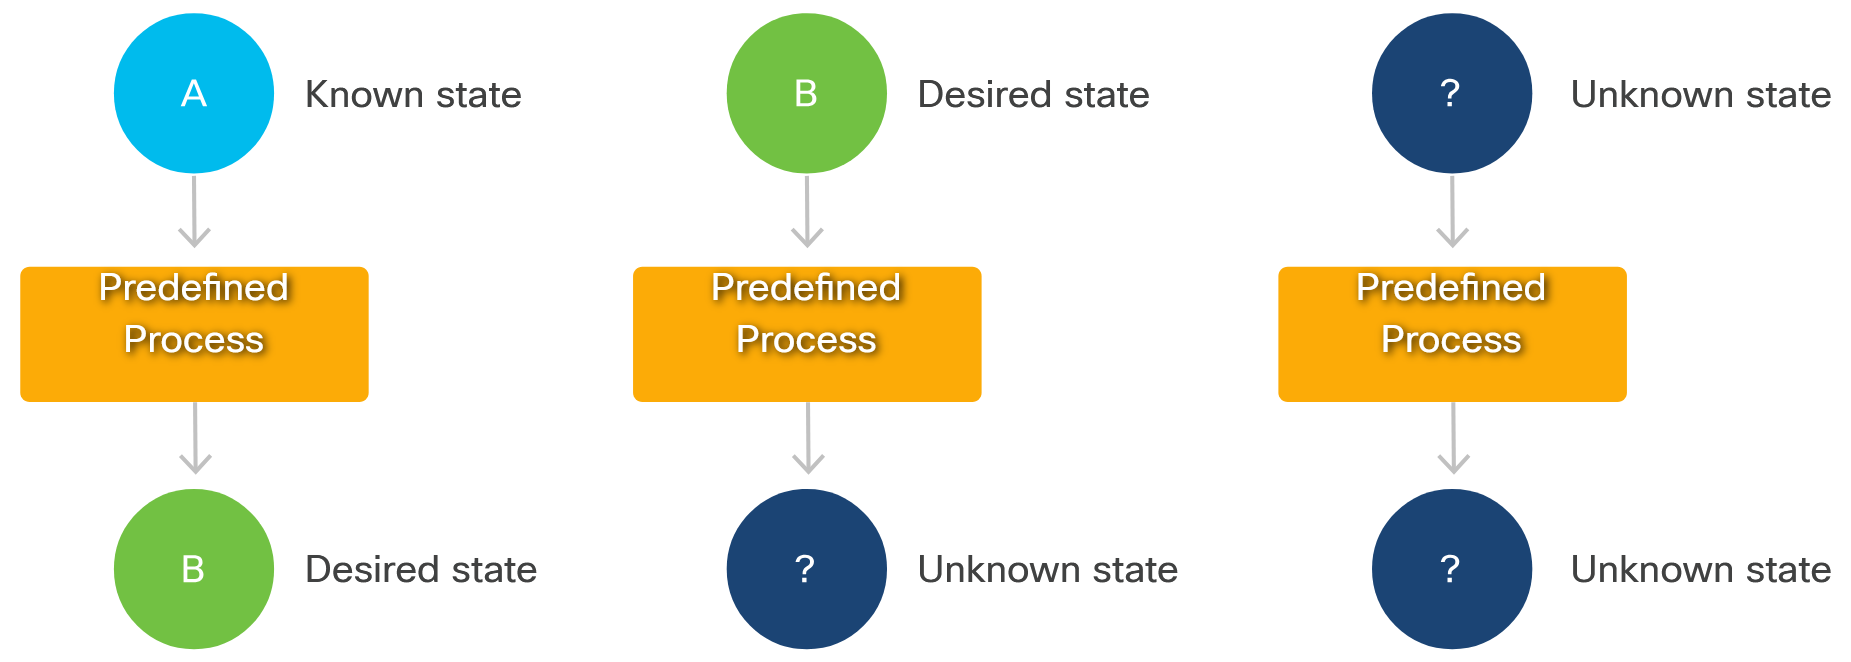 A
Known state
Predefined
Process
B
Desired state
B
Desired state
Predefined
Process
?
Unknown state
?
Unknown state
Predefined
Process
?
Unknown state